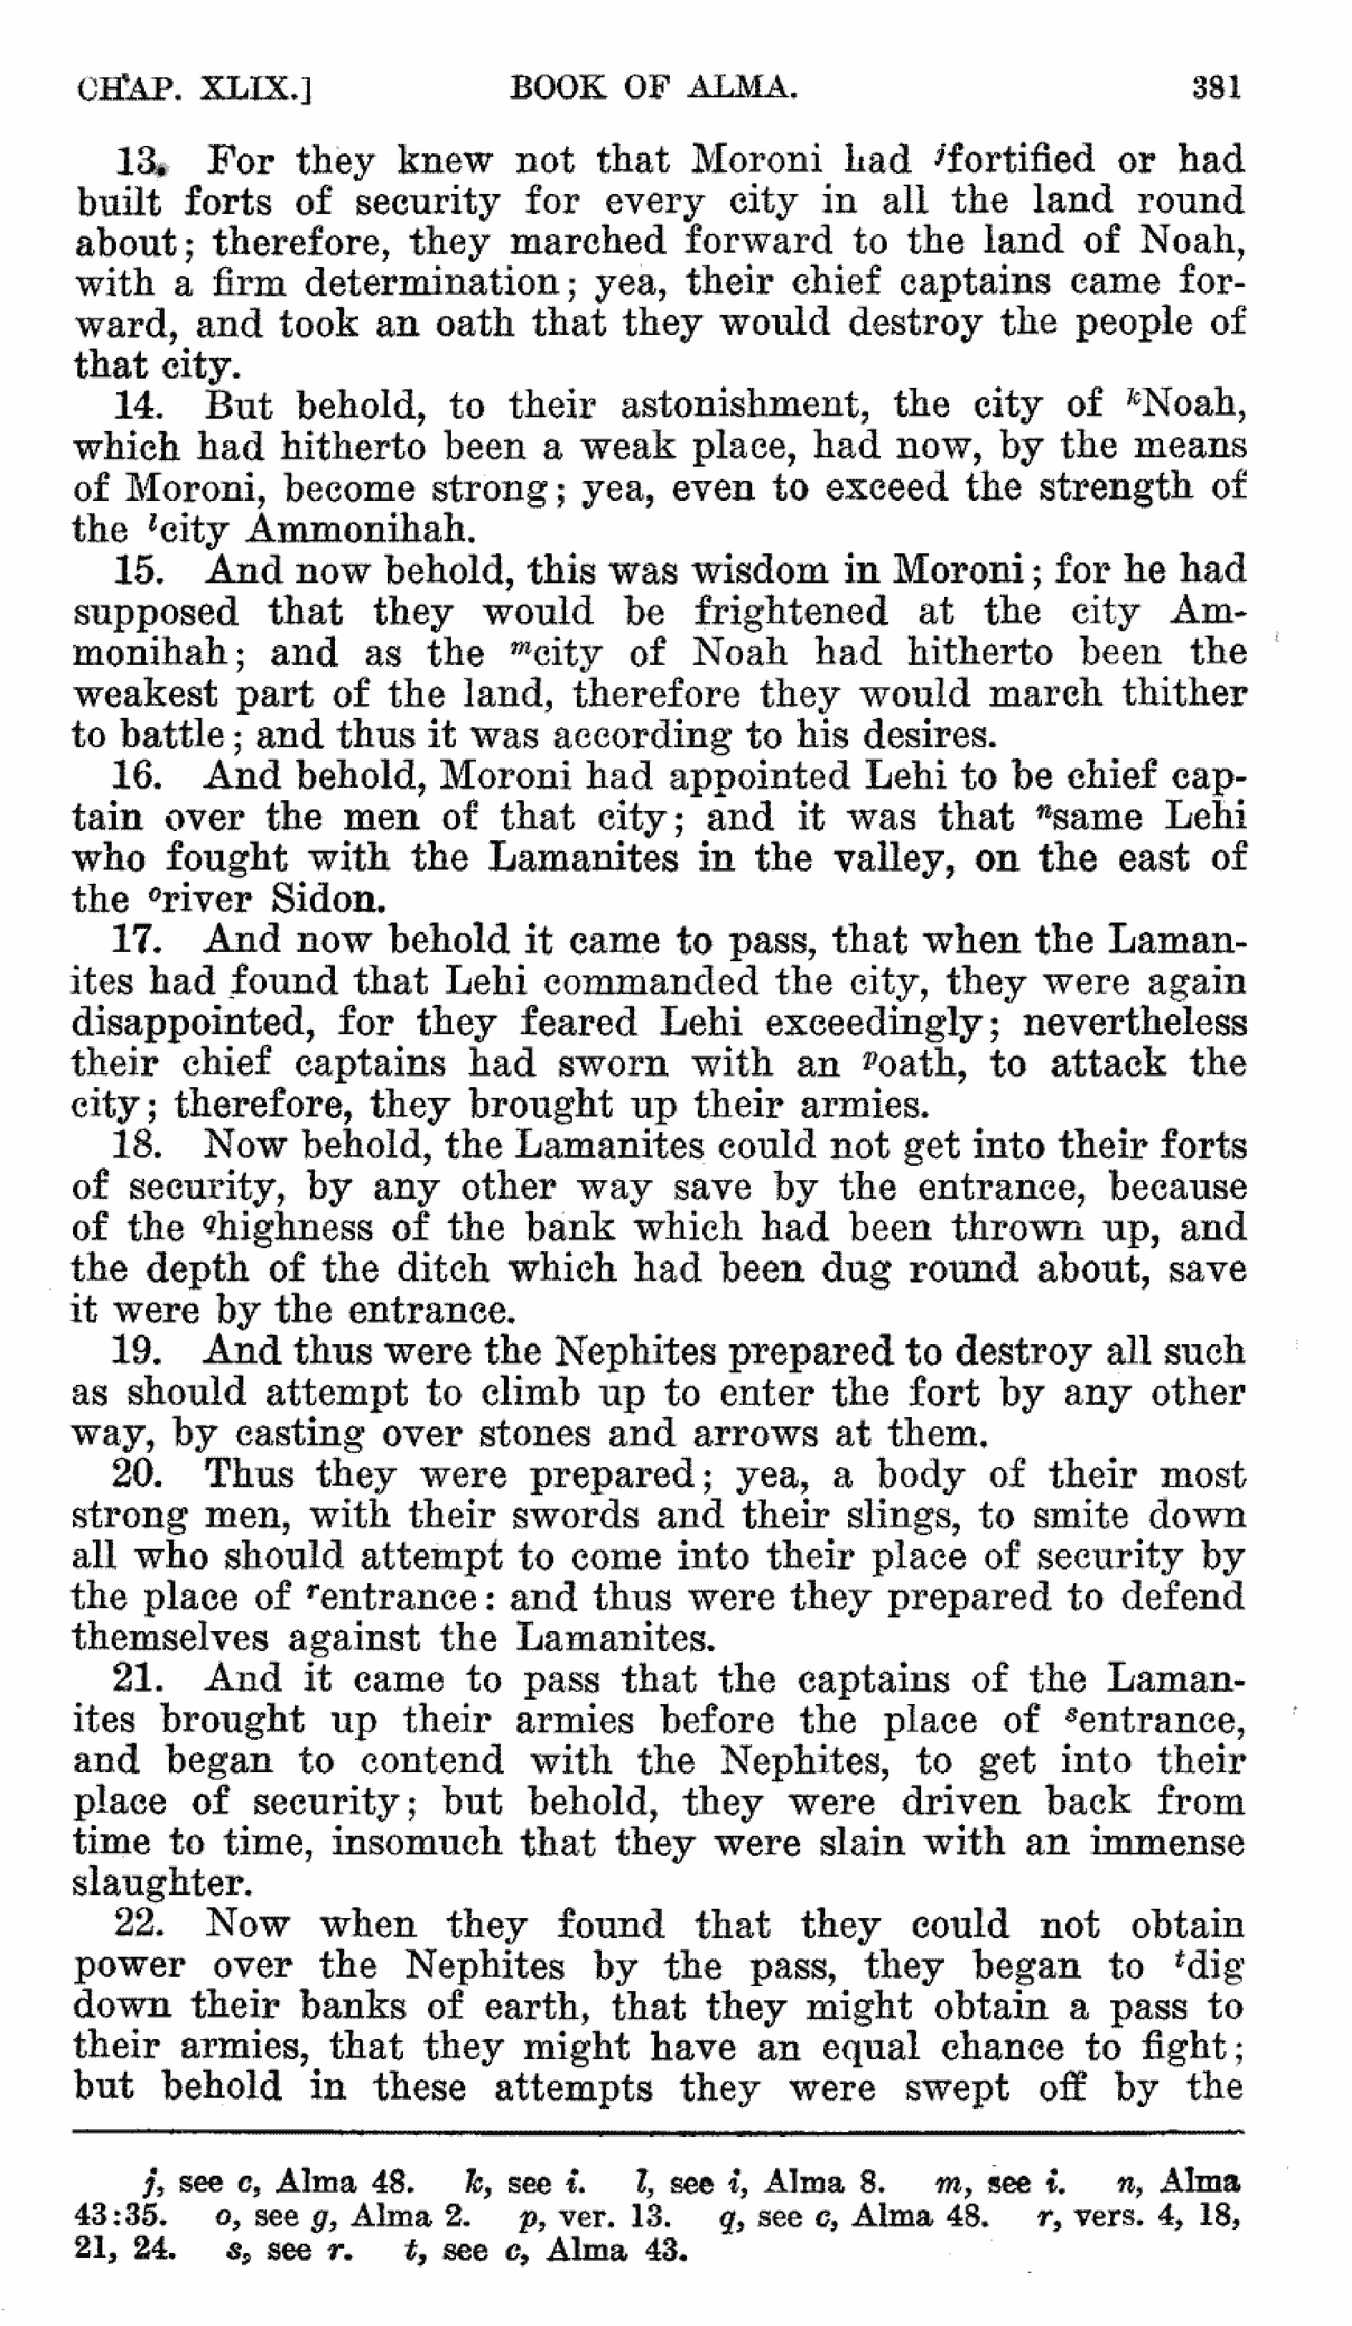 CHAP. XLIX.] BOOK OF ALMA. 381
13. For they knew not that Moroni had jfortified or had
built forts of security for every city in all the land round
about; therefore, they marched forward to the land of Noah,
with a firm determination; yea, their chief captains came for-
ward, and took an oath that they would destroy the people of
that city.
14. But behold, to their astonishment, the city of kNoah,
which had hitherto been a weak place, had now, by the means
of Moroni, become strong; yea, even to exceed the strength of
the lcity Ammonihah.
15. And now behold, this was wisdom in Moroni; for he had
supposed that they would be frightened at the city Am-
monihah; and as the mcity of Noah had hitherto been the
weakest part of the land, therefore they would march thither
to battle; and thus it was according to his desires.
16. And behold, Moroni had appointed Lehi to be chief cap-
tain over the men of that city; and it was that nsame Lehi
who fought with the Lamanites in the valley, on the east of
the oriver Sidon.
17. And now behold it came to pass, that when the Laman-
ites had found that Lehi commanded the city, they were again
disappointed, for they feared Lehi exceedingly; nevertheless
their chief captains had sworn with an poath, to attack the
city; therefore, they brought up their armies.
18. Now behold, the Lamanites could not get into their forts
of security, by any other way save by the entrance, because
of the qhighness of the bank which had been thrown up, and
the depth of the ditch which had been dug round about, save
it were by the entrance.
19. And thus were the Nephites prepared to destroy all such
as should attempt to climb up to enter the fort by any other
way, by casting over stones and arrows at them.
20. Thus they were prepared; yea, a body of their most
strong men, with their swords and their slings, to smite down
all who should attempt to come into their place of security by
the place of rentrance: and thus were they prepared to defend
themselves against the Lamanites.
21. And it came to pass that the captains of the Laman-
ites brought up their armies before the place of sentrance,
and began to contend with the Nephites, to get into their
place of security; but behold, they were driven back from
time to time, insomuch that they were slain with an immense
slaughter.
22. Now when they found that they could not obtain
power over the Nephites by the pass, they began to tdig
down their banks of earth, that they might obtain a pass to
their armies, that they might have an equal chance to fight;
but behold in these attempts they were swept off by the
j, see c, Alma 48. k, see i. l, see i, Alma 8. m, see i. n, Alma
43:35. o, see g, Alma 2. p, ver. 13. q, see c, Alma 48. r, vers. 4, 18,
21, 24. s, see r. t, see c, Alma 43.